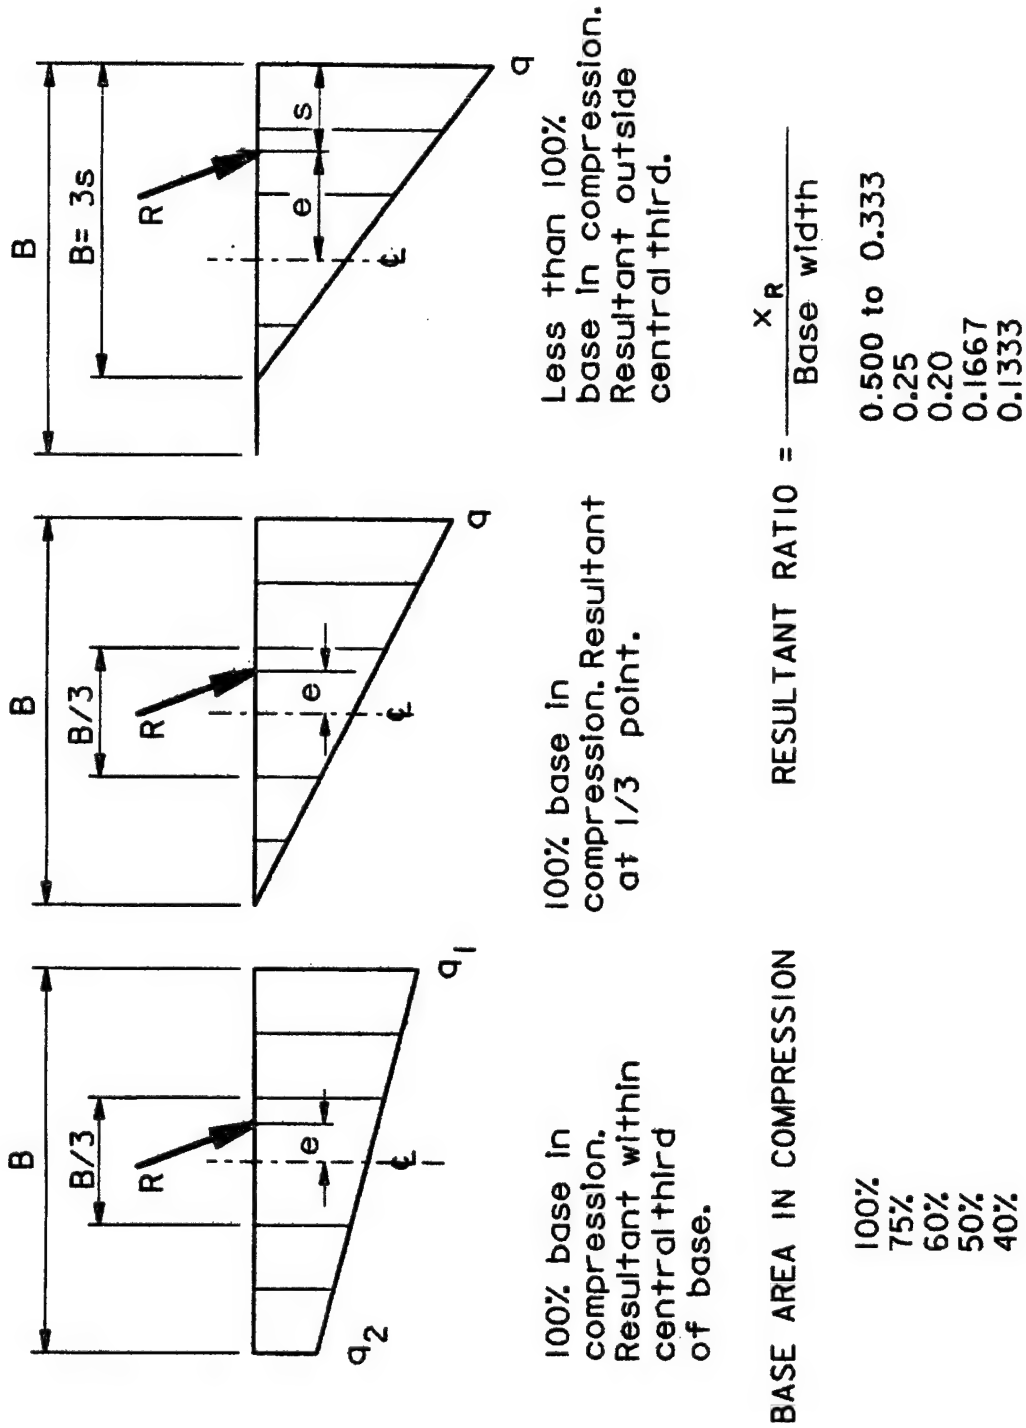 B
B/3
R
e
℄
q₂
q₁
100% base in
compression.
Resultant within
central third
of base.
B
B/3
R
e
℄
q
100% base in
compression. Resultant
at 1/3 point.
B
B= 3s
R
e
s
℄
q
Less than 100%
base in compression.
Resultant outside
central third.
BASE AREA IN COMPRESSION
100%
75%
60%
50%
40%
RESULTANT RATIO =
X_R
Base width
0.500 to 0.333
0.25
0.20
0.1667
0.1333